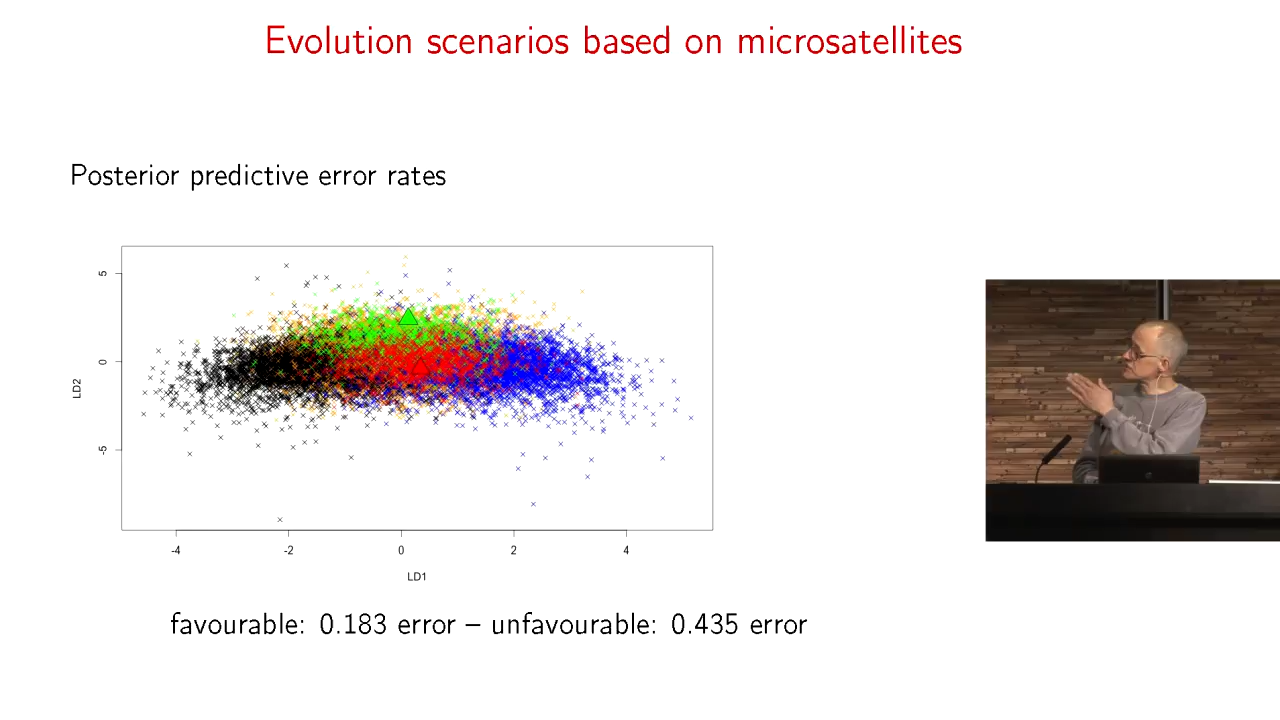 Evolution scenarios based on microsatellites
Posterior predictive error rates
5
0
-5
LD2
-4 -2 0 2 4
LD1
favourable: 0.183 error – unfavourable: 0.435 error